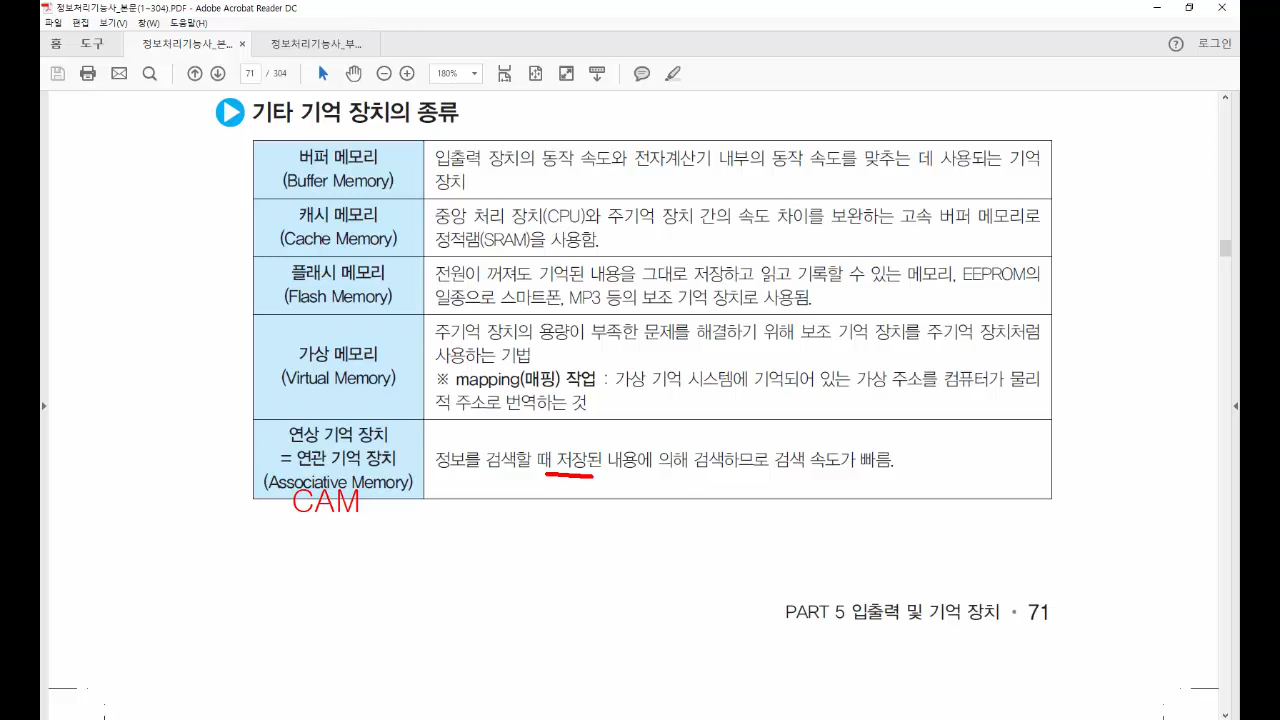 정보처리기능사_본문(1~304).PDF - Adobe Acrobat Reader DC
파일 편집 보기(V) 창(W) 도움말(H)
홈 도구 정보처리기능사_본... × 정보처리기능사_부... 로그인
71 / 304 180%
기타 기억 장치의 종류
버퍼 메모리
(Buffer Memory)
입출력 장치의 동작 속도와 전자계산기 내부의 동작 속도를 맞추는 데 사용되는 기억
장치
캐시 메모리
(Cache Memory)
중앙 처리 장치(CPU)와 주기억 장치 간의 속도 차이를 보완하는 고속 버퍼 메모리로
정적램(SRAM)을 사용함.
플래시 메모리
(Flash Memory)
전원이 꺼져도 기억된 내용을 그대로 저장하고 읽고 기록할 수 있는 메모리, EEPROM의
일종으로 스마트폰, MP3 등의 보조 기억 장치로 사용됨.
가상 메모리
(Virtual Memory)
주기억 장치의 용량이 부족한 문제를 해결하기 위해 보조 기억 장치를 주기억 장치처럼
사용하는 기법
※ mapping(매핑) 작업 : 가상 기억 시스템에 기억되어 있는 가상 주소를 컴퓨터가 물리
적 주소로 번역하는 것
연상 기억 장치
= 연관 기억 장치
(Associative Memory)
CAM
정보를 검색할 때 저장된 내용에 의해 검색하므로 검색 속도가 빠름.
PART 5 입출력 및 기억 장치 • 71